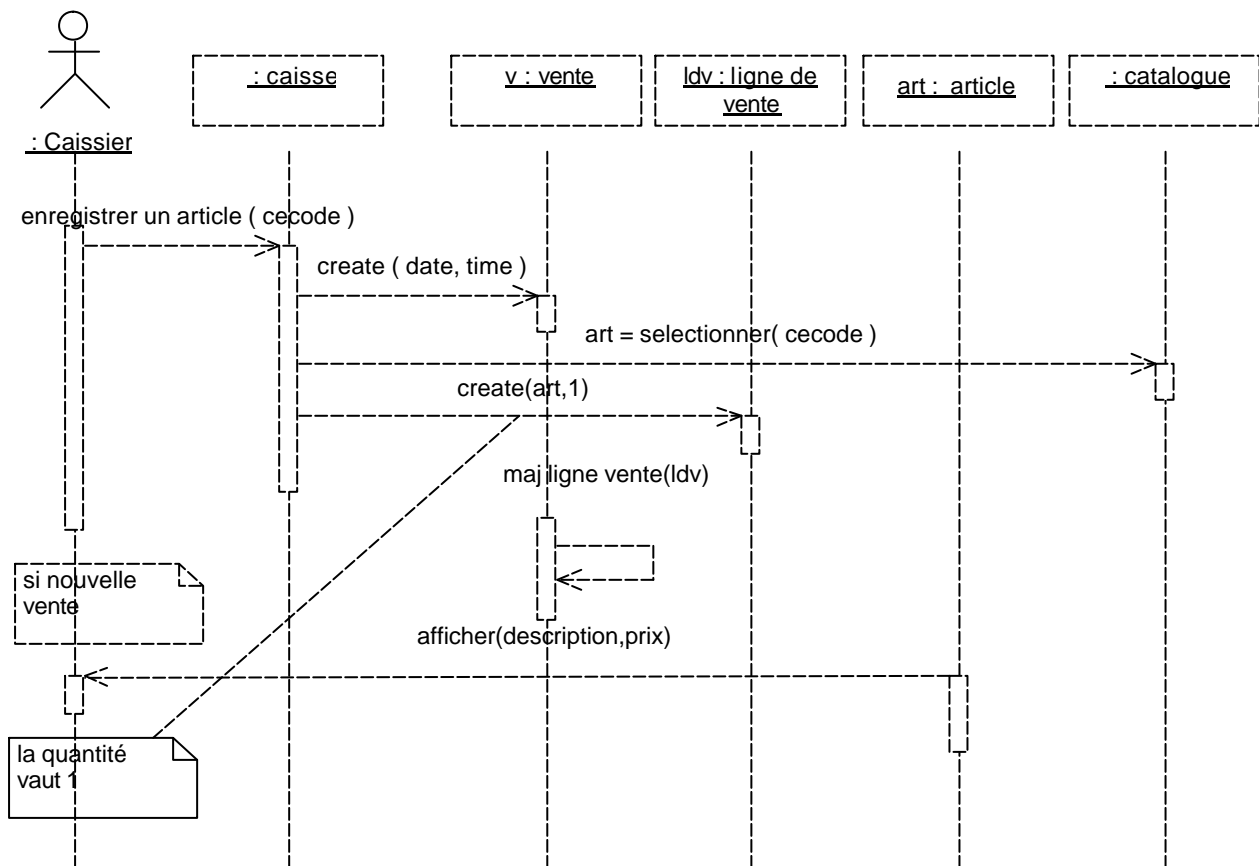 : caisse
v : vente
ldv : ligne de
vente
art :  article
: catalogue
: Caissier
enregistrer un article ( cecode )
create ( date, time )
art = selectionner( cecode )
create(art,1)
maj ligne vente(ldv)
si nouvelle
vente
afficher(description,prix)
la quantité
vaut 1